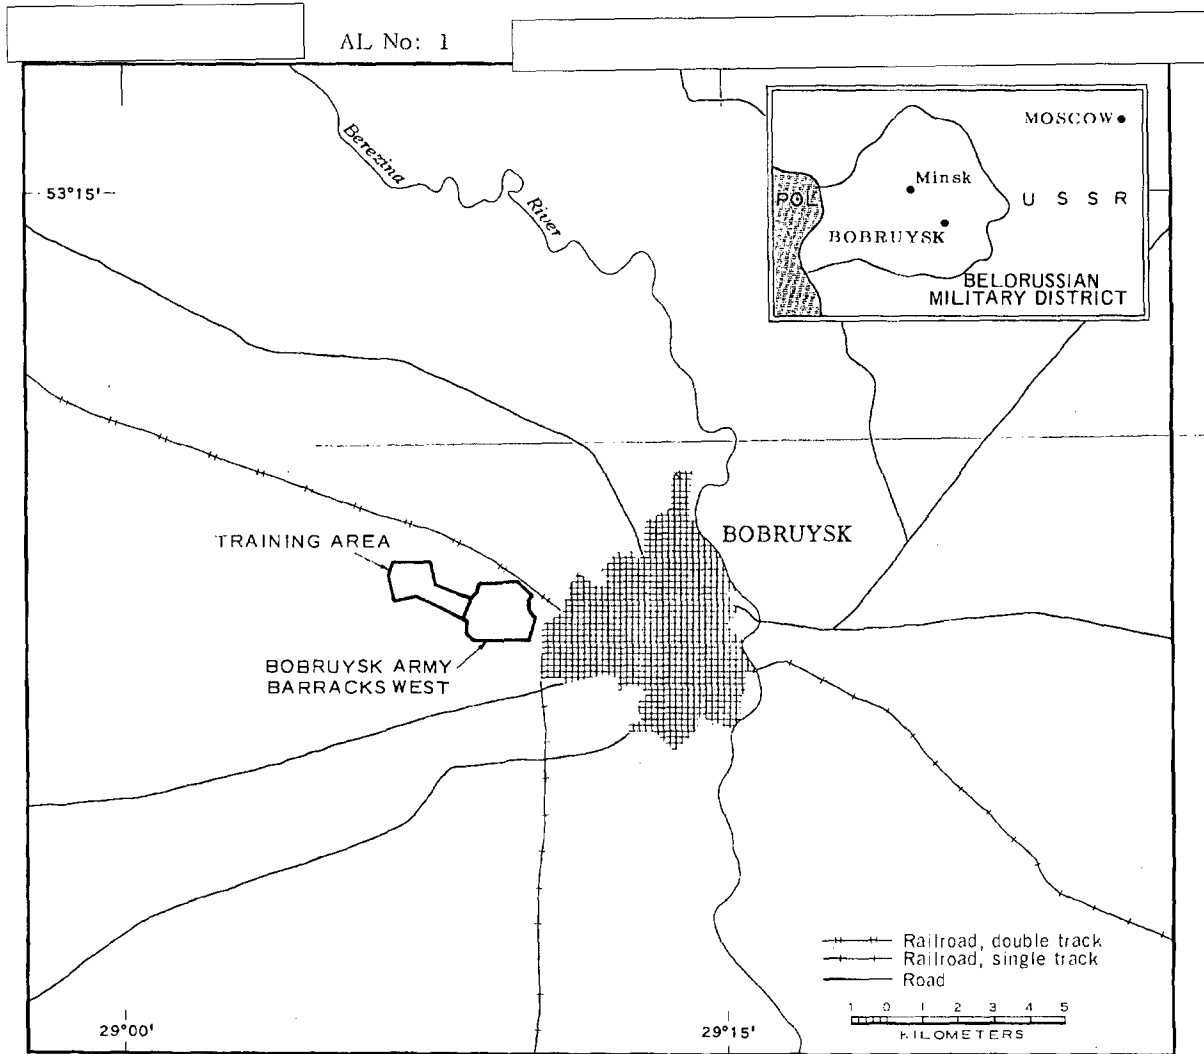 AL No: 1
Berezina
River
53°15'
MOSCOW
Minsk
POL
U S S R
BOBRUYSK
BELORUSSIAN
MILITARY DISTRICT
TRAINING AREA
BOBRUYSK
BOBRUYSK ARMY
BARRACKS WEST
Railroad, double track
Railroad, single track
Road
1 0 1 2 3 4 5
KILOMETERS
29°00' 29°15'